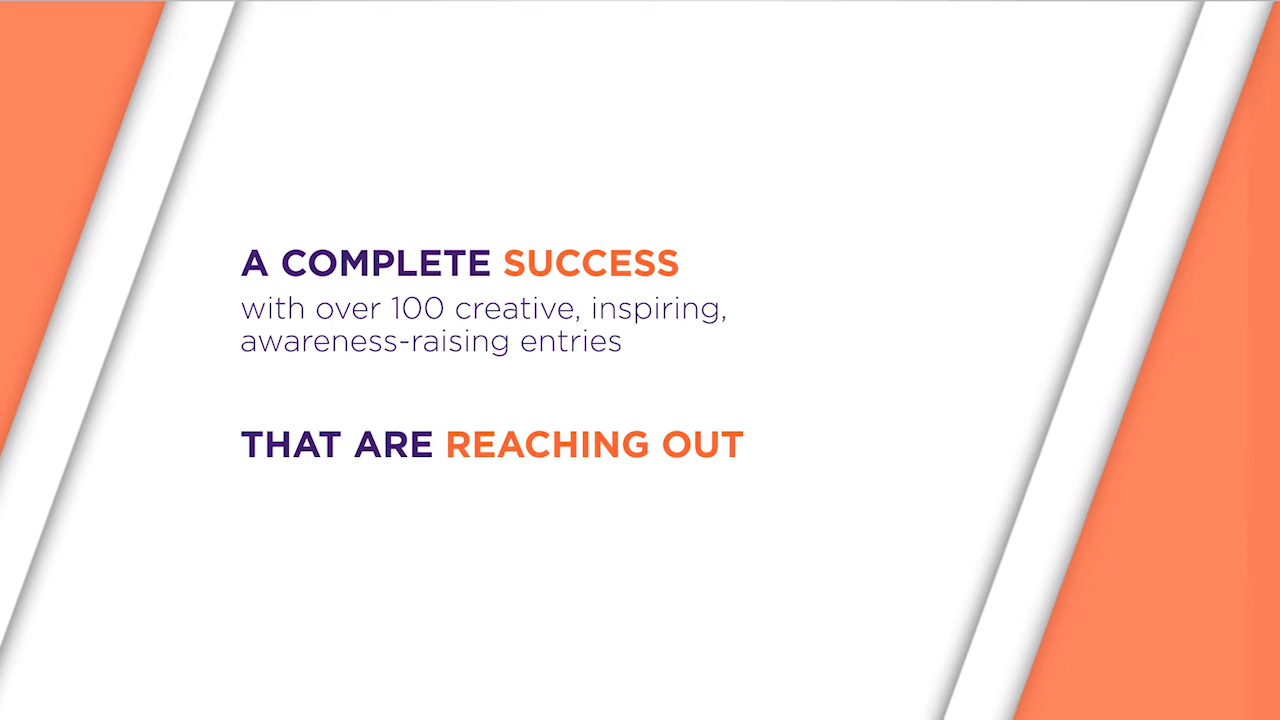 A COMPLETE SUCCESS
with over 100 creative, inspiring,
awareness-raising entries
THAT ARE REACHING OUT